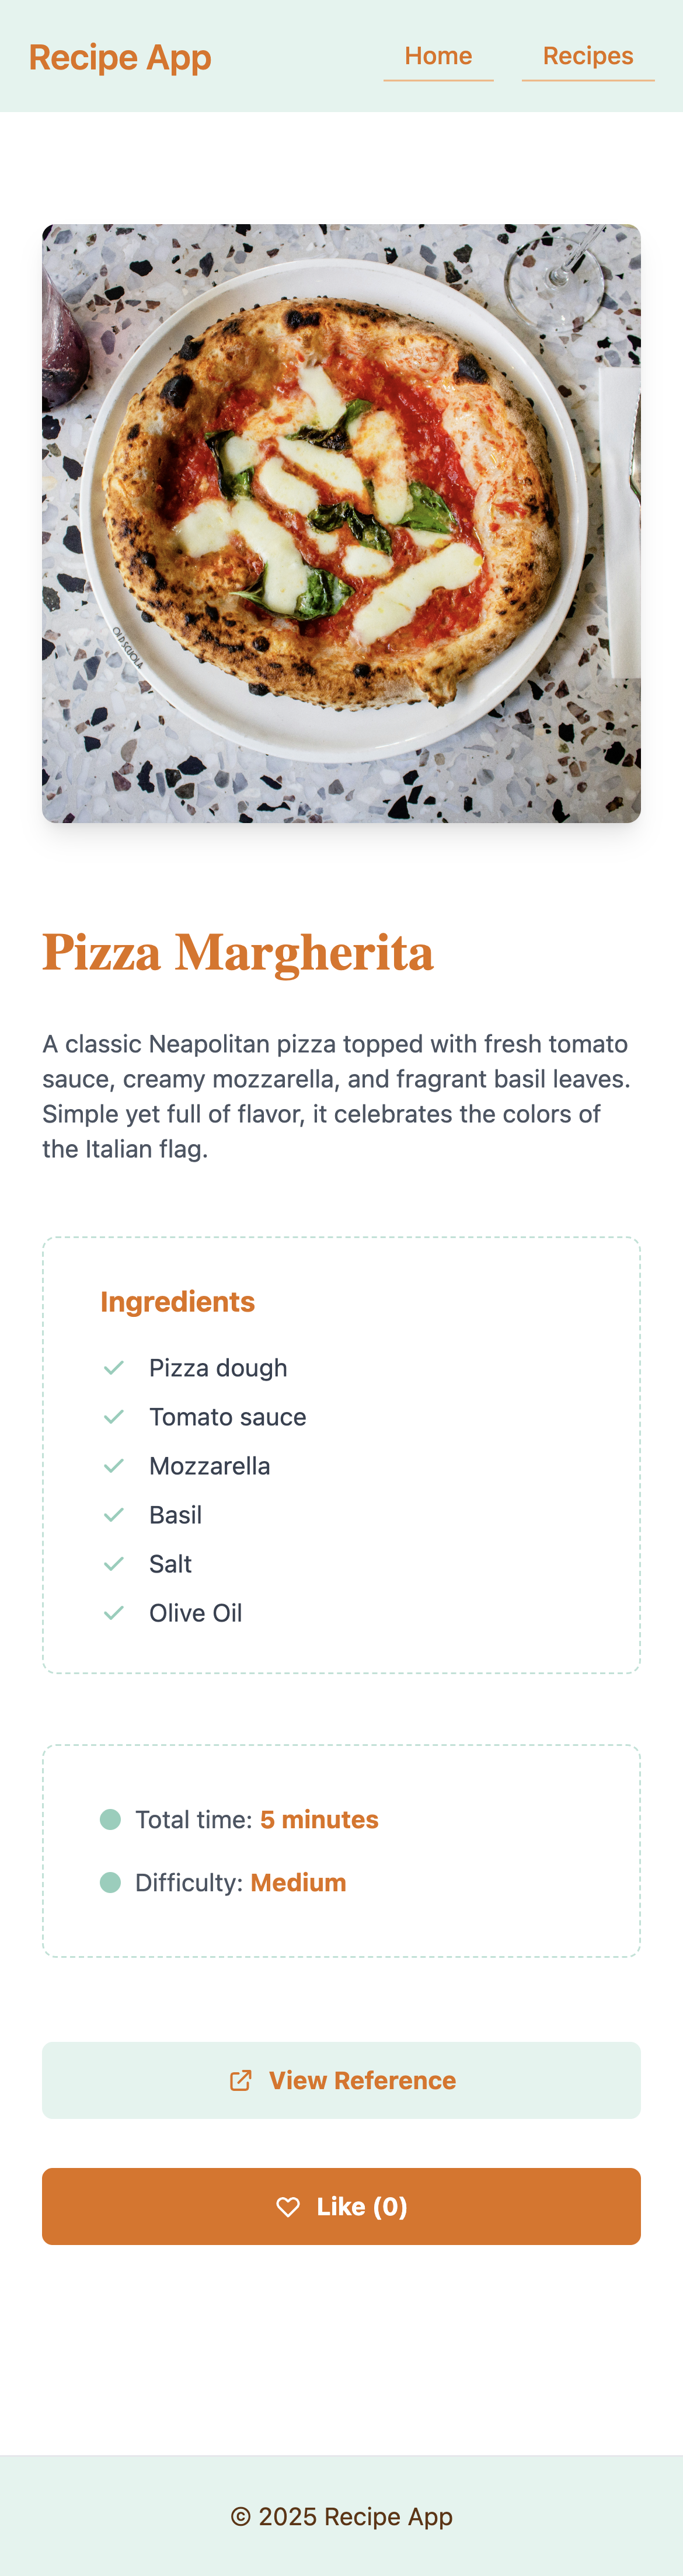 Recipe App
Home
Recipes
OLD SCUOLA
Pizza Margherita
A classic Neapolitan pizza topped with fresh tomato
sauce, creamy mozzarella, and fragrant basil leaves.
Simple yet full of flavor, it celebrates the colors of
the Italian flag.
Ingredients
Pizza dough
Tomato sauce
Mozzarella
Basil
Salt
Olive Oil
Total time: 5 minutes
Difficulty: Medium
View Reference
Like (0)
© 2025 Recipe App